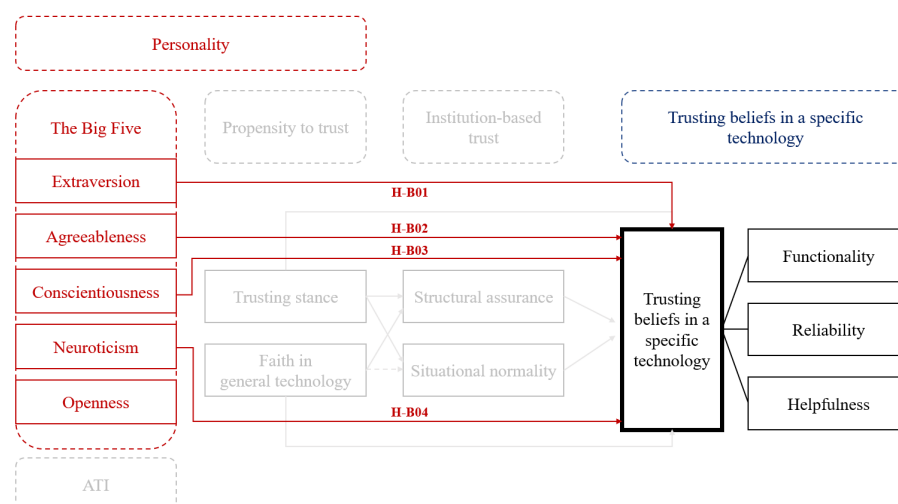 Personality
The Big Five
Propensity to trust
Institution-based
trust
Trusting beliefs in a specific
technology
Extraversion
H-B01
Agreeableness
H-B02
H-B03
Functionality
Conscientiousness
Trusting stance
Structural assurance
Trusting
beliefs in a
specific
technology
Reliability
Neuroticism
Faith in
general technology
Situational normality
Openness
H-B04
Helpfulness
ATI